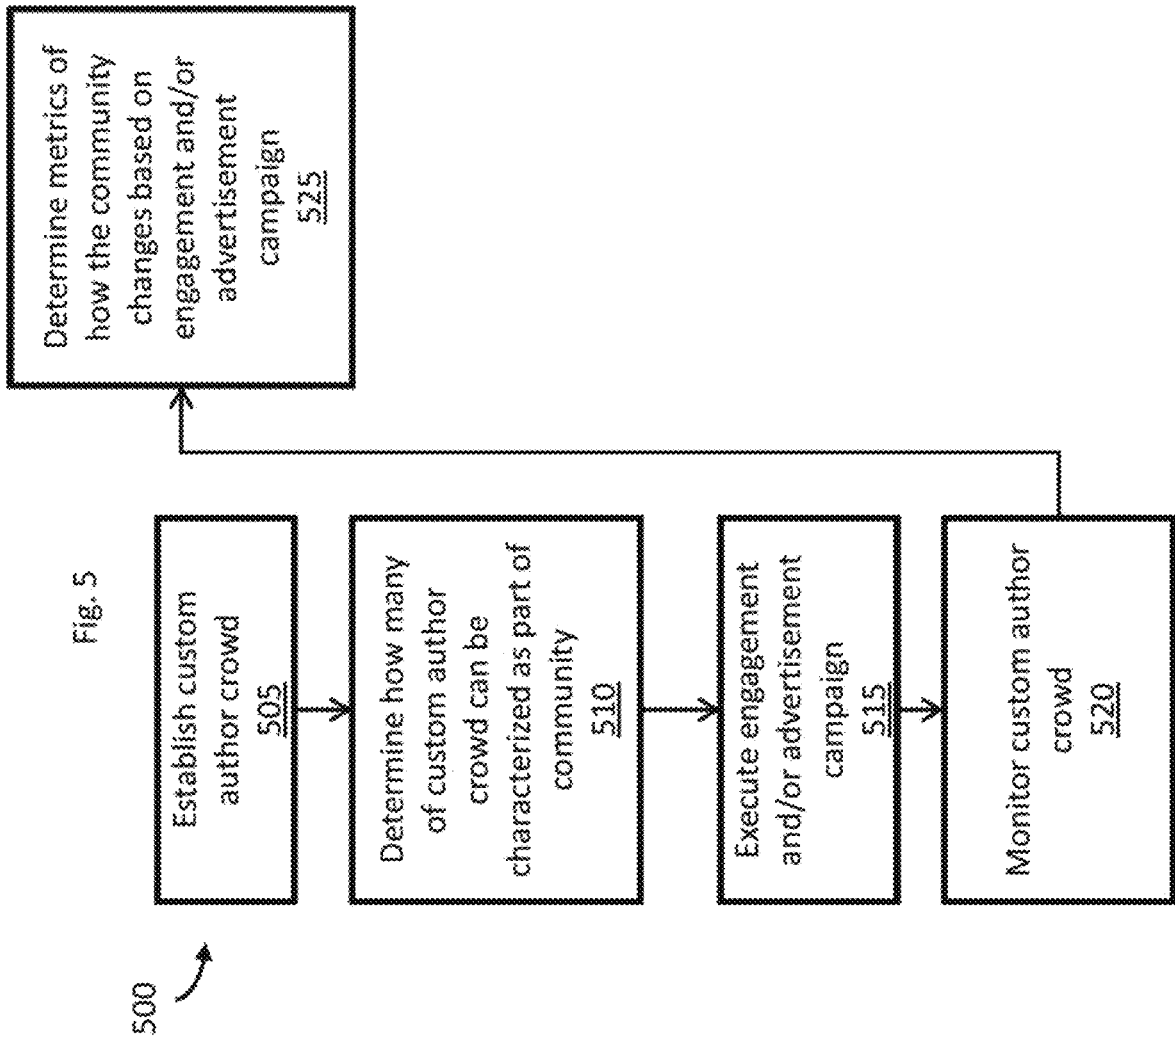 Fig. 5
500
Establish custom
author crowd
505
Determine how many
of custom author
crowd can be
characterized as part of
community
510
Execute engagement
and/or advertisement
campaign
515
Monitor custom author
crowd
520
Determine metrics of
how the community
changes based on
engagement and/or
advertisement
campaign
525